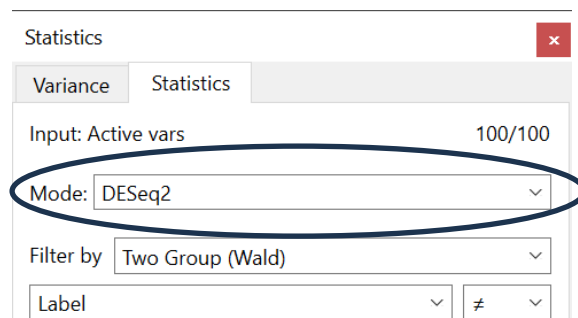 Statistics
Variance Statistics
Input: Active vars 100/100
Mode: DESeq2
Filter by Two Group (Wald)
Label ≠